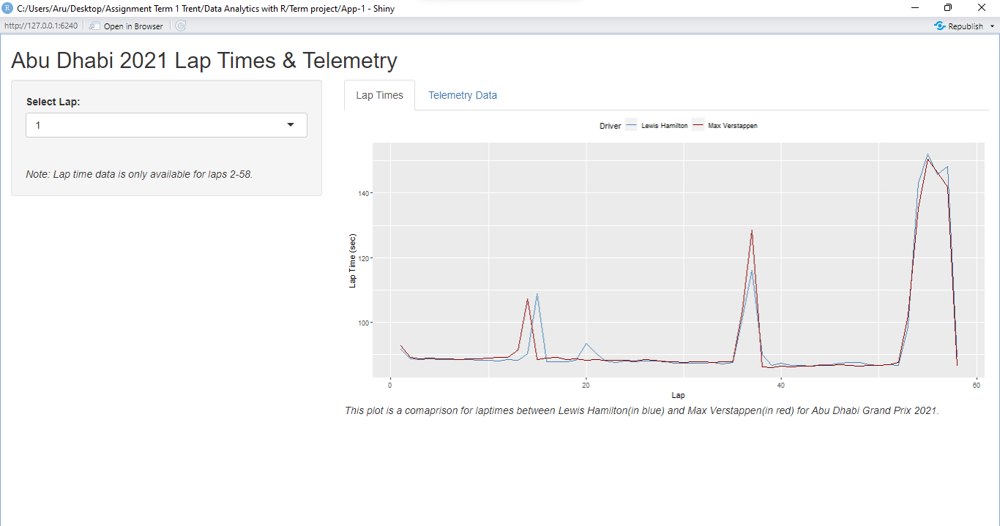 R C:/Users/Aru/Desktop/Assignment Term 1 Trent/Data Analytics with R/Term project/App-1 - Shiny
http://127.0.0.1:6240 Open in Browser Republish
Abu Dhabi 2021 Lap Times & Telemetry
Select Lap:
1
Note: Lap time data is only available for laps 2-58.
Lap Times Telemetry Data
Driver Lewis Hamilton Max Verstappen
Lap Time (sec)
140
120
100
0 20 40 60
Lap
This plot is a comaprison for laptimes between Lewis Hamilton(in blue) and Max Verstappen(in red) for Abu Dhabi Grand Prix 2021.